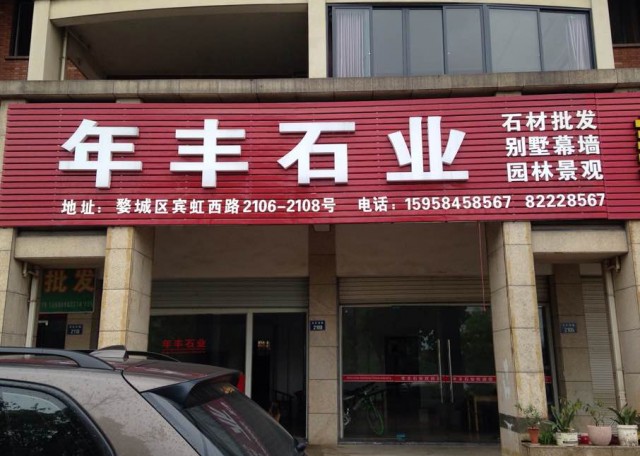 年丰石业
石材批发
别墅幕墙
园林景观
地址：婺城区宾虹西路2106-2108号 电话：15958458567 82228567
批发
年丰石业